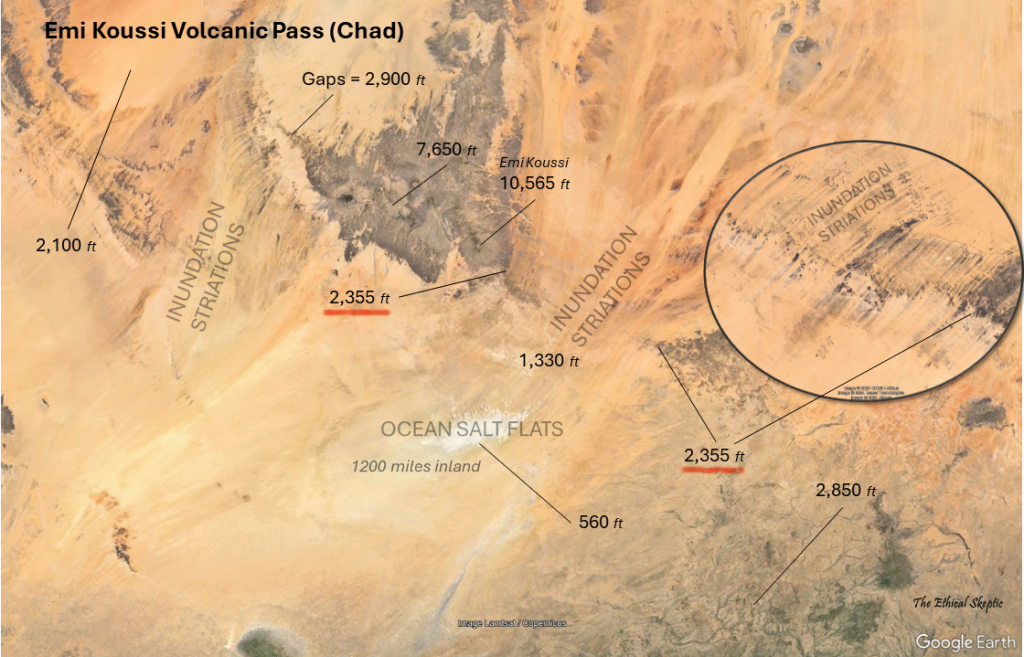 Emi Koussi Volcanic Pass (Chad)
Gaps = 2,900 ft
7,650 ft
Emi Koussi
10,565 ft
INUNDATION
STRIATIONS
2,100 ft
INUNDATION
STRIATIONS
INUNDATION
STRIATIONS
2,355 ft
1,330 ft
OCEAN SALT FLATS
1200 miles inland
2,355 ft
2,850 ft
560 ft
The Ethical Skeptic
Image Landsat / Copernicus
Google Earth